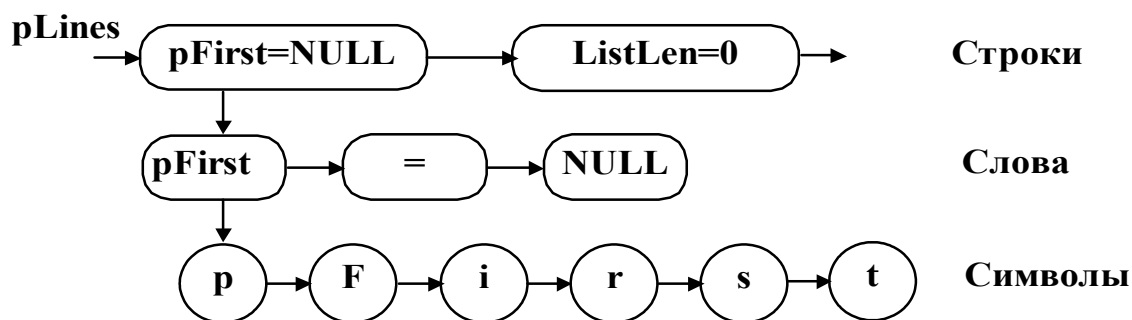 pLines
pFirst=NULL ListLen=0 Строки
pFirst = NULL Слова
p F i r s t Символы